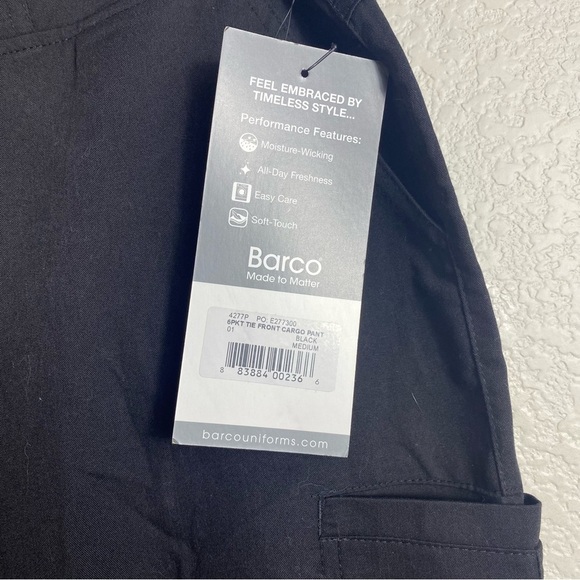 FEEL EMBRACED BY
TIMELESS STYLE...
Performance Features:
Moisture-Wicking
All-Day Freshness
Easy Care
Soft-Touch
Barco®
Made to Matter
4277P PO: E277300
6PKT TIE FRONT CARGO PANT
01 BLACK
MEDIUM
8 83884 00236 6
barcouniforms.com